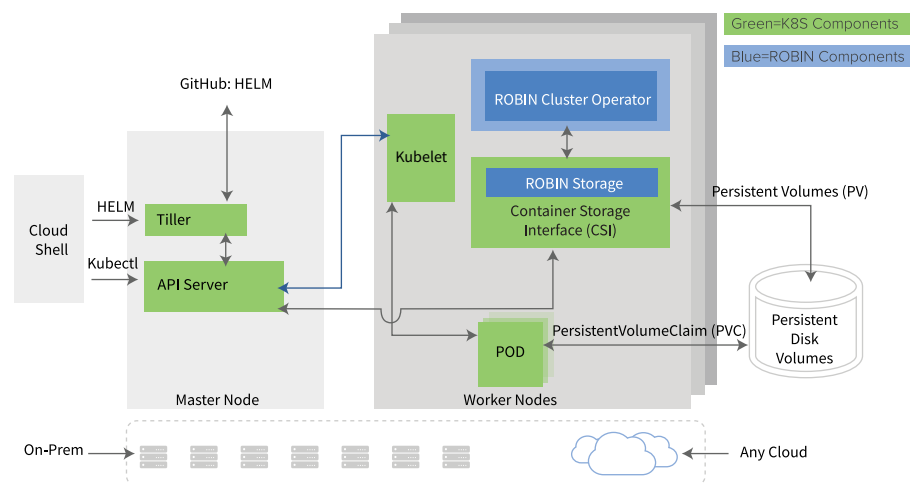 Green=K8S Components
Blue=ROBIN Components
GitHub: HELM
ROBIN Cluster Operator
Kubelet
ROBIN Storage
Container Storage
Interface (CSI)
Persistent Volumes (PV)
HELM
Tiller
Cloud
Shell
Kubectl
API Server
PersistentVolumeClaim (PVC)
POD
Persistent
Disk
Volumes
Master Node
Worker Nodes
On-Prem
Any Cloud